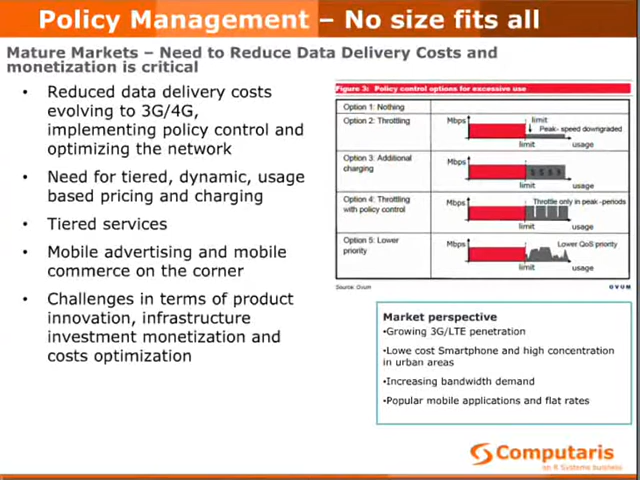 Policy Management – No size fits all
Mature Markets – Need to Reduce Data Delivery Costs and
monetization is critical
• Reduced data delivery costs
evolving to 3G/4G,
implementing policy control and
optimizing the network
• Need for tiered, dynamic, usage
based pricing and charging
• Tiered services
• Mobile advertising and mobile
commerce on the corner
• Challenges in terms of product
innovation, infrastructure
investment monetization and
costs optimization
Figure 3: Policy control options for excessive use
Option 1: Nothing
Option 2: Throttling
Mbps
limit
Peak- speed downgraded
limit
usage
Option 3: Additional
charging
Mbps
$ $ $ $
limit
usage
Option 4: Throttling
with policy control
Mbps
Throttle only in peak-periods
limit
usage
Option 5: Lower
priority
Mbps
Lower QoS priority
limit
usage
Source: Ovum
OVUM
Market perspective
•Growing 3G/LTE penetration
•Lowe cost Smartphone and high concentration
in urban areas
•Increasing bandwidth demand
•Popular mobile applications and flat rates
Computaris
an R Systems business